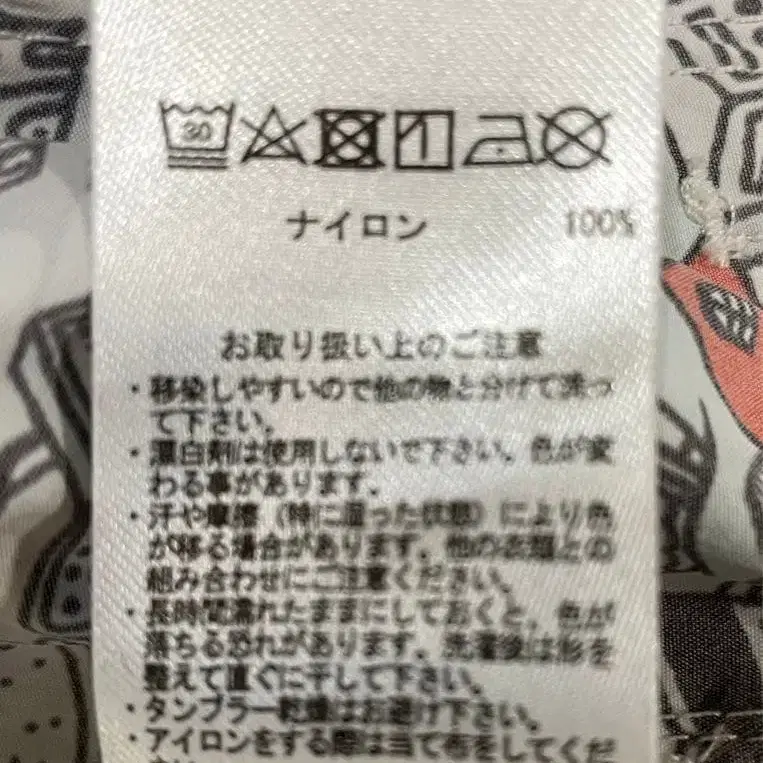 30
ナイロン 100%
お取り扱い上のご注意
・移染しやすいので他の物と分けて洗っ
て下さい。
・漂白剤は使用しないで下さい。色が変
わる事があります。
・汗や摩擦（特に湿った状態）により色
が移る場合があります。他の衣類との
組み合わせにご注意ください。
・長時間濡れたままにしておくと、色が
落ちる恐れがあります。洗濯後は形を
整えて直ぐに干して下さい。
・タンブラー乾燥はお避け下さい。
・アイロンをする際は当て布をしてくだ